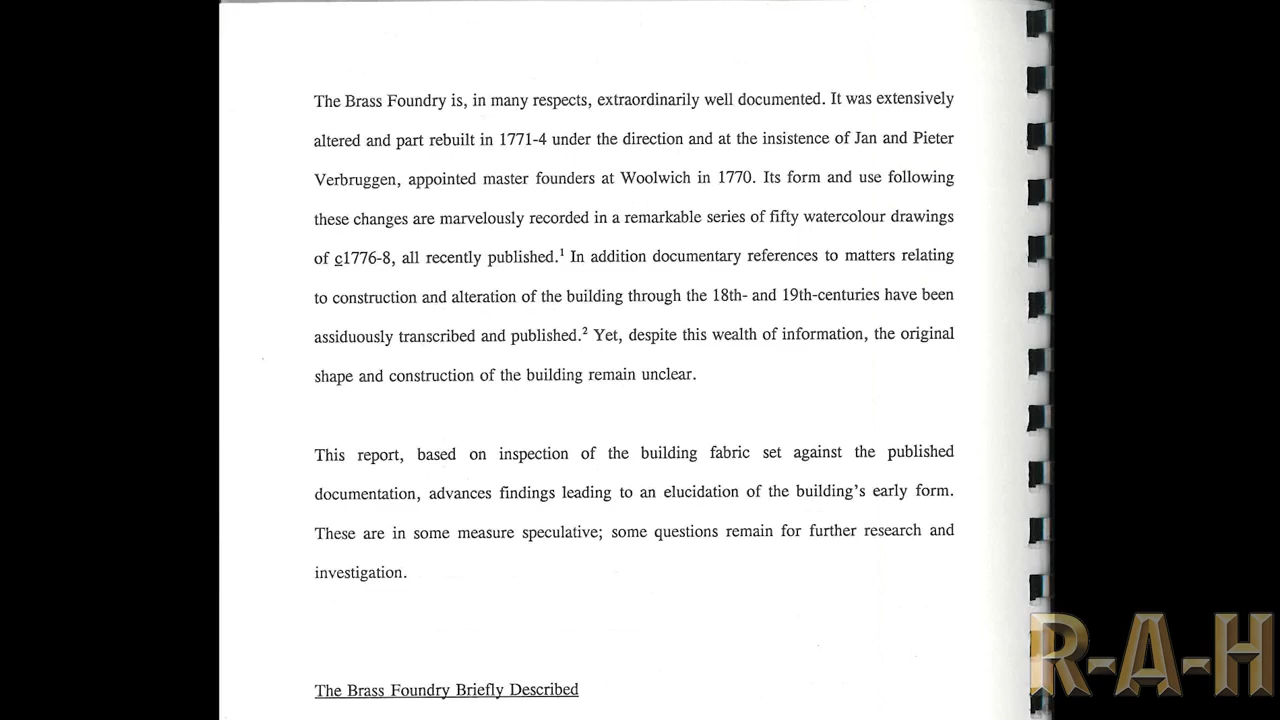 The Brass Foundry is, in many respects, extraordinarily well documented. It was extensively
altered and part rebuilt in 1771-4 under the direction and at the insistence of Jan and Pieter
Verbruggen, appointed master founders at Woolwich in 1770. Its form and use following
these changes are marvelously recorded in a remarkable series of fifty watercolour drawings
of c1776-8, all recently published.¹ In addition documentary references to matters relating
to construction and alteration of the building through the 18th- and 19th-centuries have been
assiduously transcribed and published.² Yet, despite this wealth of information, the original
shape and construction of the building remain unclear.
This report, based on inspection of the building fabric set against the published
documentation, advances findings leading to an elucidation of the building's early form.
These are in some measure speculative; some questions remain for further research and
investigation.
The Brass Foundry Briefly Described
R-A-H